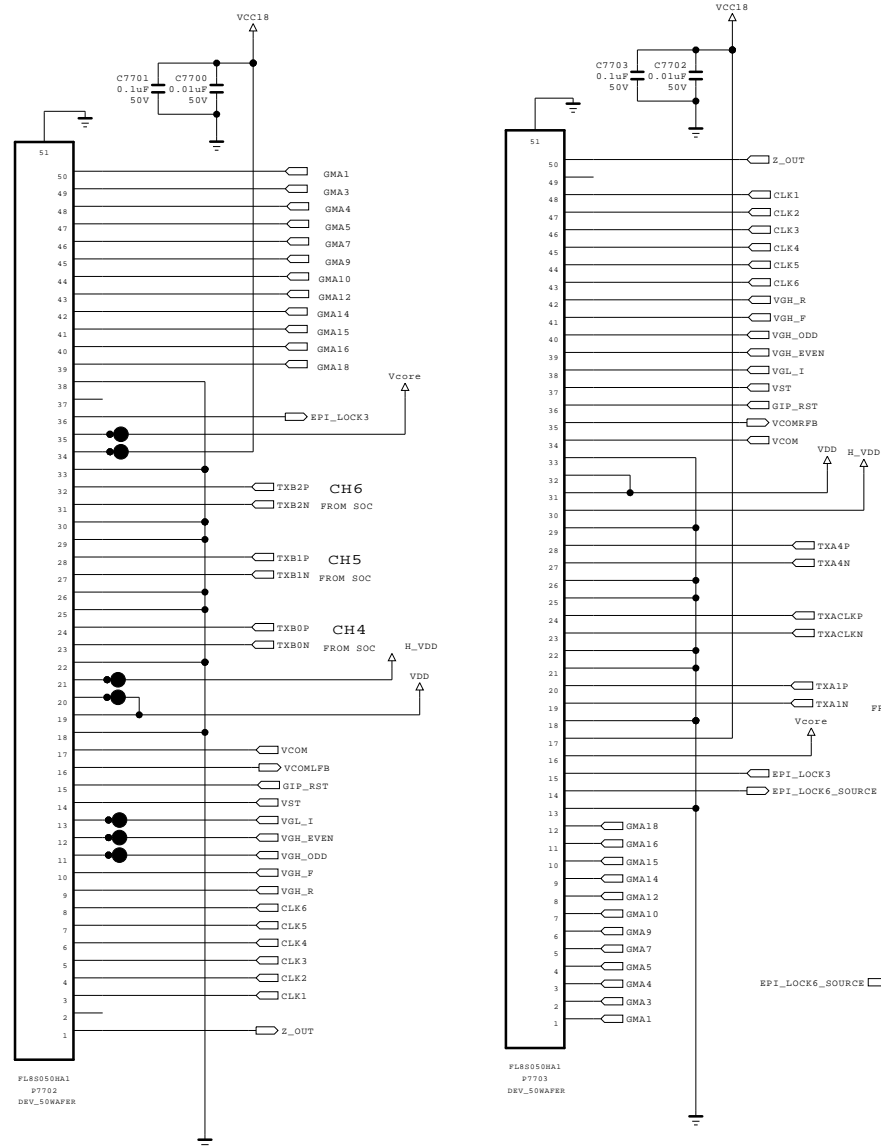 VCC18
C7701
0.1uF
50V
C7700
0.01uF
50V
51
50 GMA1
49 GMA3
48 GMA4
47 GMA5
46 GMA7
45 GMA9
44 GMA10
43 GMA12
42 GMA14
41 GMA15
40 GMA16
39 GMA18
38
Vcore
37
36 EPI_LOCK3
35
34
33
32 TXB2P CH6
31 TXB2N FROM SOC
30
29
28 TXB1P CH5
27 TXB1N FROM SOC
26
25
24 TXB0P CH4
23 TXB0N FROM SOC
22
H_VDD
21
VDD
20
19
18
17 VCOM
16 VCOMLFB
15 GIP_RST
14 VST
13 VGL_I
12 VGH_EVEN
11 VGH_ODD
10 VGH_F
9 VGH_R
8 CLK6
7 CLK5
6 CLK4
5 CLK3
4 CLK2
3 CLK1
2
1 Z_OUT
FL8S050HA1
P7702
DEV_50WAFER
VCC18
C7703
0.1uF
50V
C7702
0.01uF
50V
51
50 Z_OUT
49
48 CLK1
47 CLK2
46 CLK3
45 CLK4
44 CLK5
43 CLK6
42 VGH_R
41 VGH_F
40 VGH_ODD
39 VGH_EVEN
38 VGL_I
37 VST
36 GIP_RST
35 VCOMRFB
34 VCOM
33
VDD
H_VDD
32
31
30
29
28 TXA4P
27 TXA4N
26
25
24 TXACLKP
23 TXACLKN
22
21
20 TXA1P
19 TXA1N
18
Vcore
17
16
15 EPI_LOCK3
14 EPI_LOCK6_SOURCE
13
12 GMA18
11 GMA16
10 GMA15
9 GMA14
8 GMA12
7 GMA10
6 GMA9
5 GMA7
4 GMA5
3 GMA4
2 GMA3
1 GMA1
EPI_LOCK6_SOURCE
FL8S050HA1
P7703
DEV_50WAFER